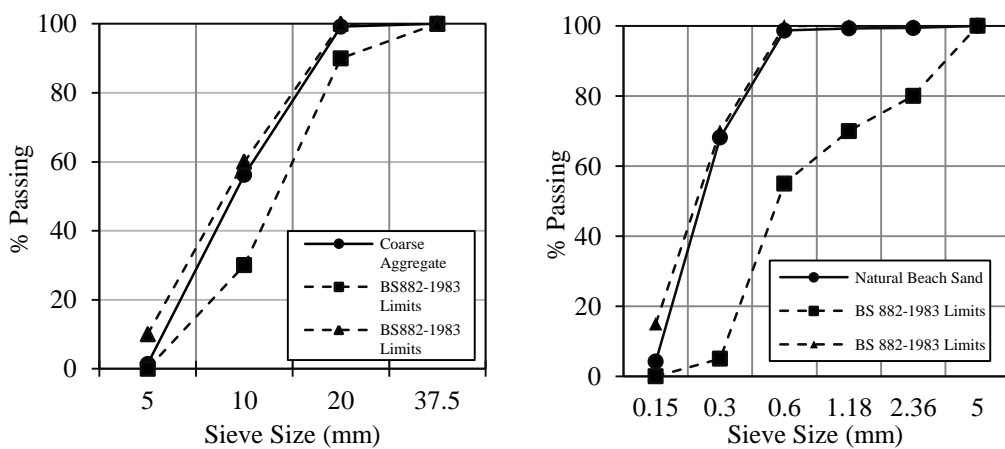 100
80
60
40
20
0
% Passing
5 10 20 37.5
Sieve Size (mm)
Coarse
Aggregate
BS882-1983
Limits
BS882-1983
Limits
100
80
60
40
20
0
% Passing
0.15 0.3 0.6 1.18 2.36 5
Sieve Size (mm)
Natural Beach Sand
BS 882-1983 Limits
BS 882-1983 Limits